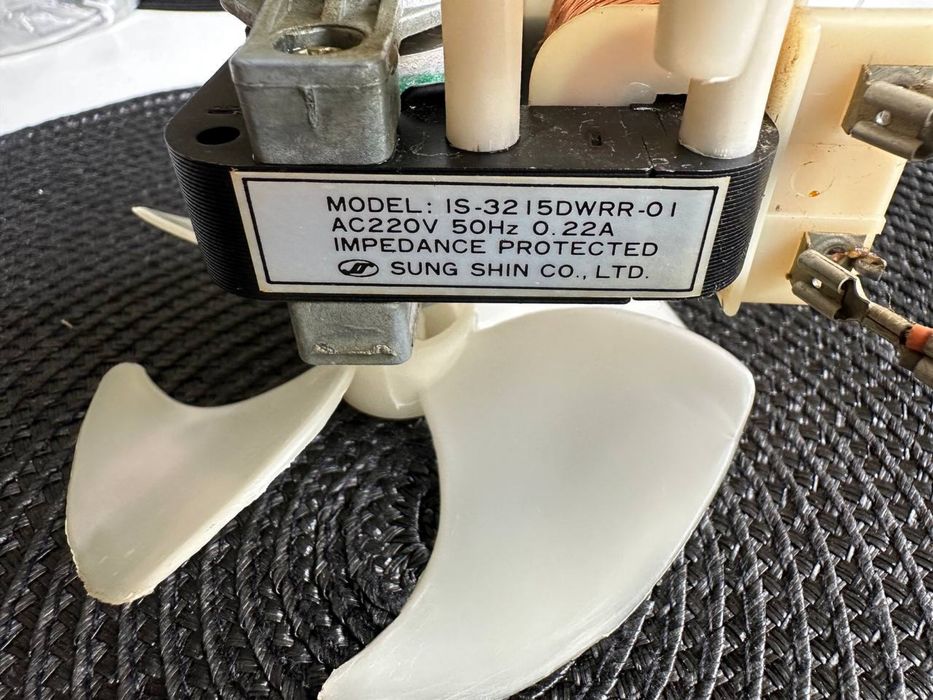 MODEL: IS-3215DWRR-01
AC220V 50Hz 0.22A
IMPEDANCE PROTECTED
SUNG SHIN CO., LTD.